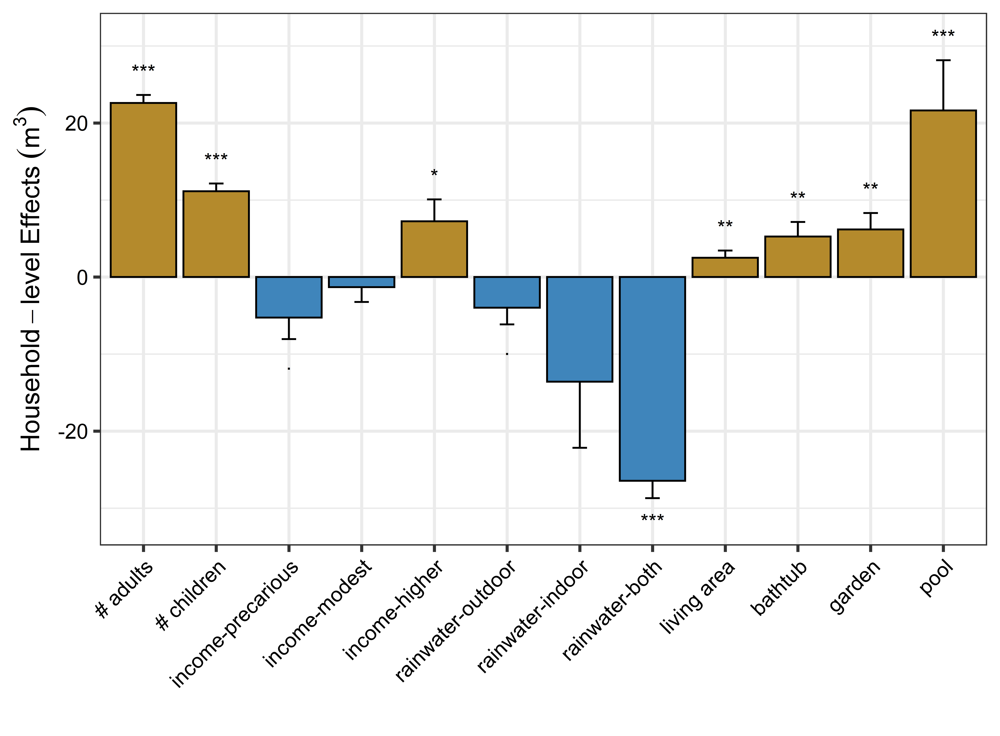 Household – level Effects (m³)
20
0
-20
***
***
.
*
.
***
**
**
**
***
# adults
# children
income-precarious
income-modest
income-higher
rainwater-outdoor
rainwater-indoor
rainwater-both
living area
bathtub
garden
pool